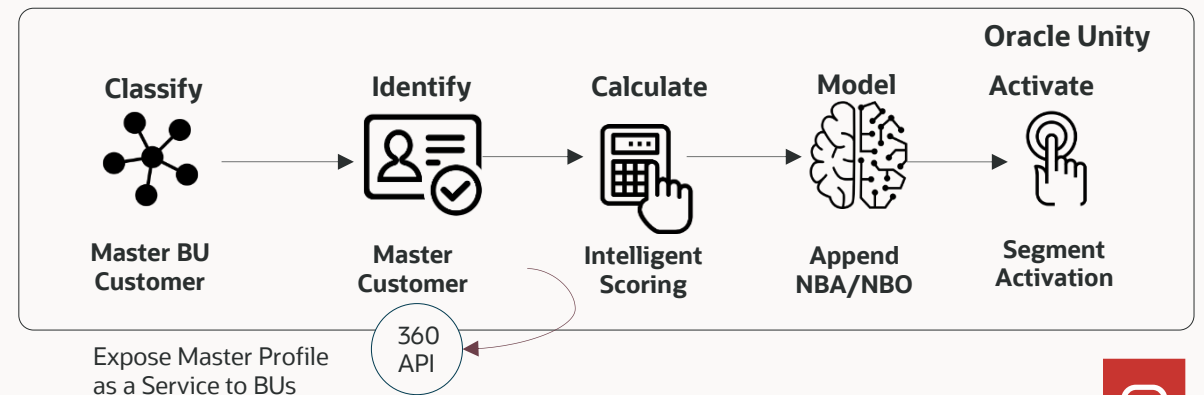 Oracle Unity
Classify
Identify
Calculate
Model
Activate
Master BU
Customer
Master
Customer
Intelligent
Scoring
Append
NBA/NBO
Segment
Activation
360
API
Expose Master Profile
as a Service to BUs